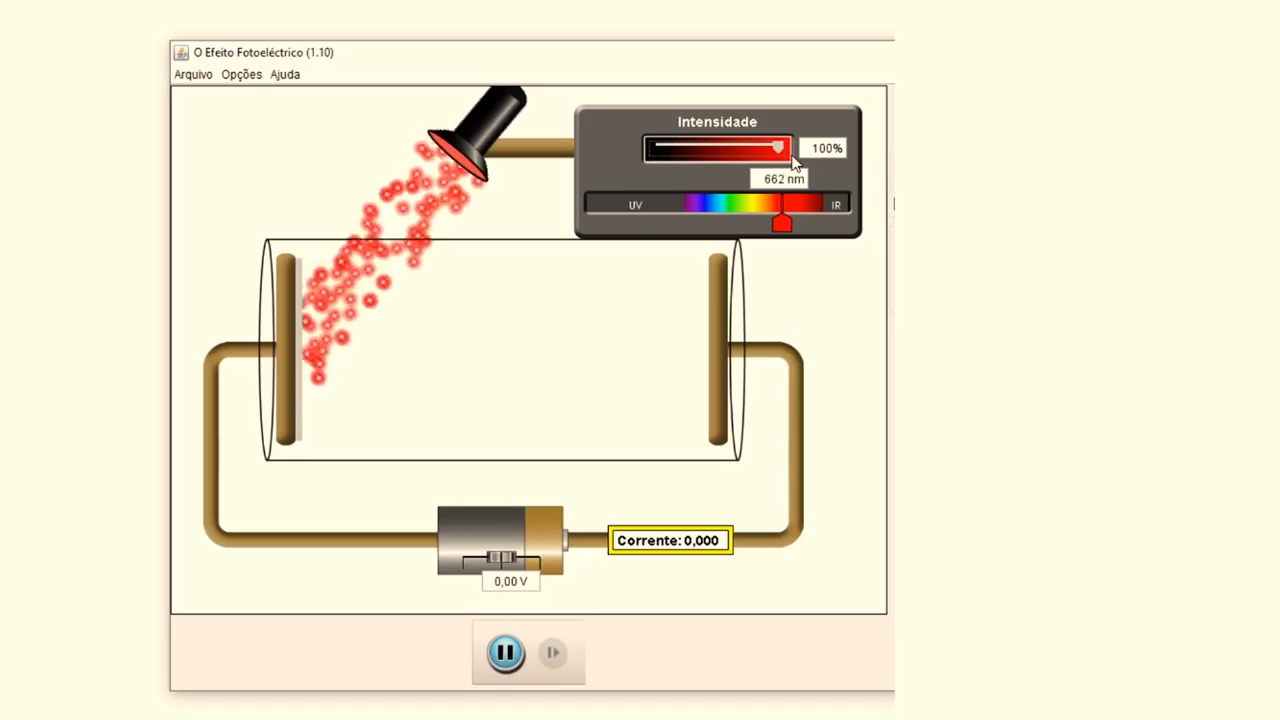 O Efeito Fotoeléctrico (1.10)
Arquivo Opções Ajuda
Intensidade
100%
662 nm
UV
IR
Corrente: 0,000
0,00 V